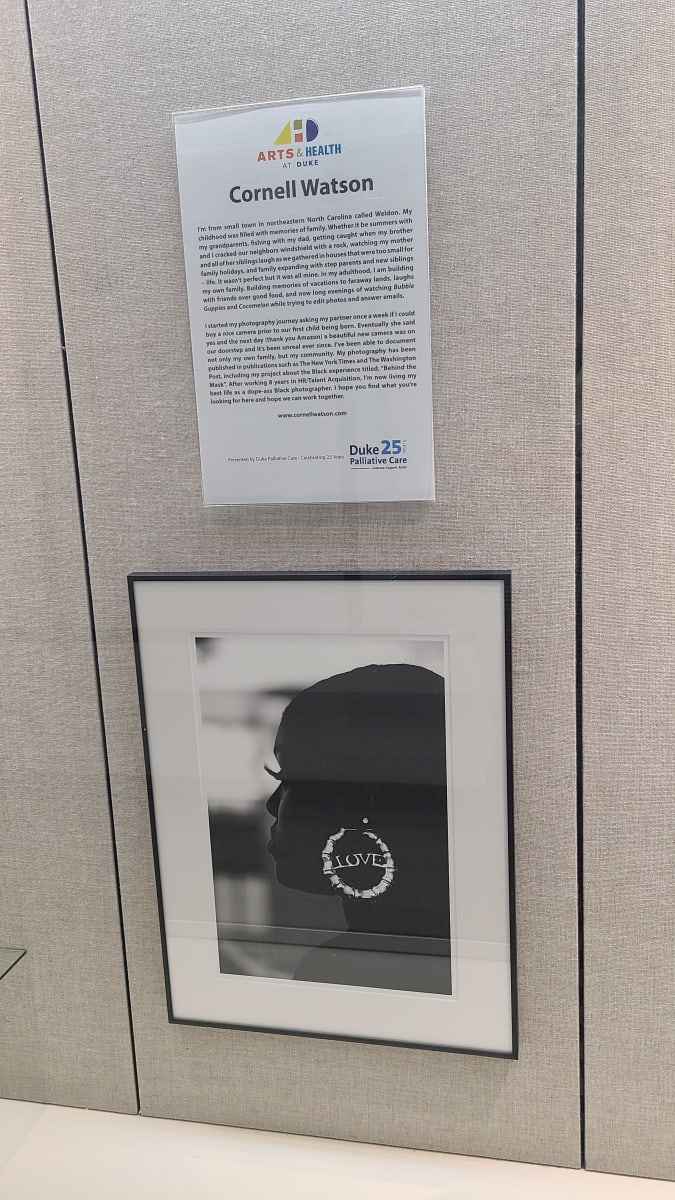 ARTS & HEALTH
AT DUKE
Cornell Watson
I'm from small town in northeastern North Carolina called Weldon. My
childhood was filled with memories of family. Whether it be summers with
my grandparents, fishing with my dad, getting caught when my brother
and I cracked our neighbors windshield with a rock, watching my mother
and all of her siblings laugh as we gathered in houses that were too small for
family holidays, and family expanding with step parents and new siblings
– life. It wasn't perfect but it was all mine. In my adulthood, I am building
my own family. Building memories of vacations to faraway lands, laughs
with friends over good food, and now long evenings of watching Bubble
Guppies and Cocomelon while trying to edit photos and answer emails.
I started my photography journey asking my partner once a week if I could
buy a nice camera prior to our first child being born. Eventually she said
yes and the next day (thank you Amazon) a beautiful new camera was on
our doorstep and it's been unreal ever since. I've been able to document
not only my own family, but my community. My photography has been
published in publications such as The New York Times and The Washington
Post, including my project about the Black experience titled, "Behind the
Mask". After working 8 years in HR/Talent Acquisition, I'm now living my
best life as a dope-ass Black photographer. I hope you find what you're
looking for here and hope we can work together.
www.cornellwatson.com
Presented by Duke Palliative Care - Celebrating 25 Years
Duke 25
Palliative Care
LOVE